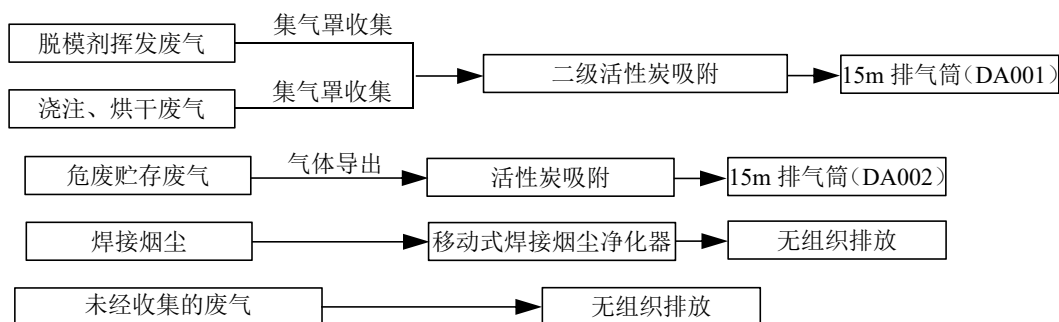 集气罩收集
脱模剂挥发废气
二级活性炭吸附
15m 排气筒（DA001）
集气罩收集
浇注、烘干废气
气体导出
危废贮存废气
活性炭吸附
15m 排气筒（DA002）
焊接烟尘
移动式焊接烟尘净化器
无组织排放
未经收集的废气
无组织排放